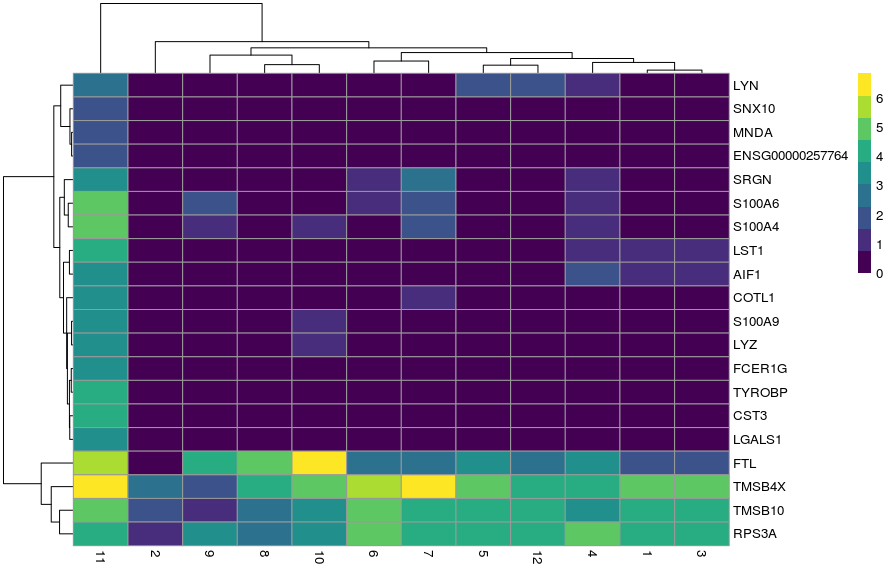 LYN
SNX10
MNDA
ENSG00000257764
SRGN
S100A6
S100A4
LST1
AIF1
COTL1
S100A9
LYZ
FCER1G
TYROBP
CST3
LGALS1
FTL
TMSB4X
TMSB10
RPS3A
11 2 9 8 10 6 7 5 12 4 1 3
6
5
4
3
2
1
0